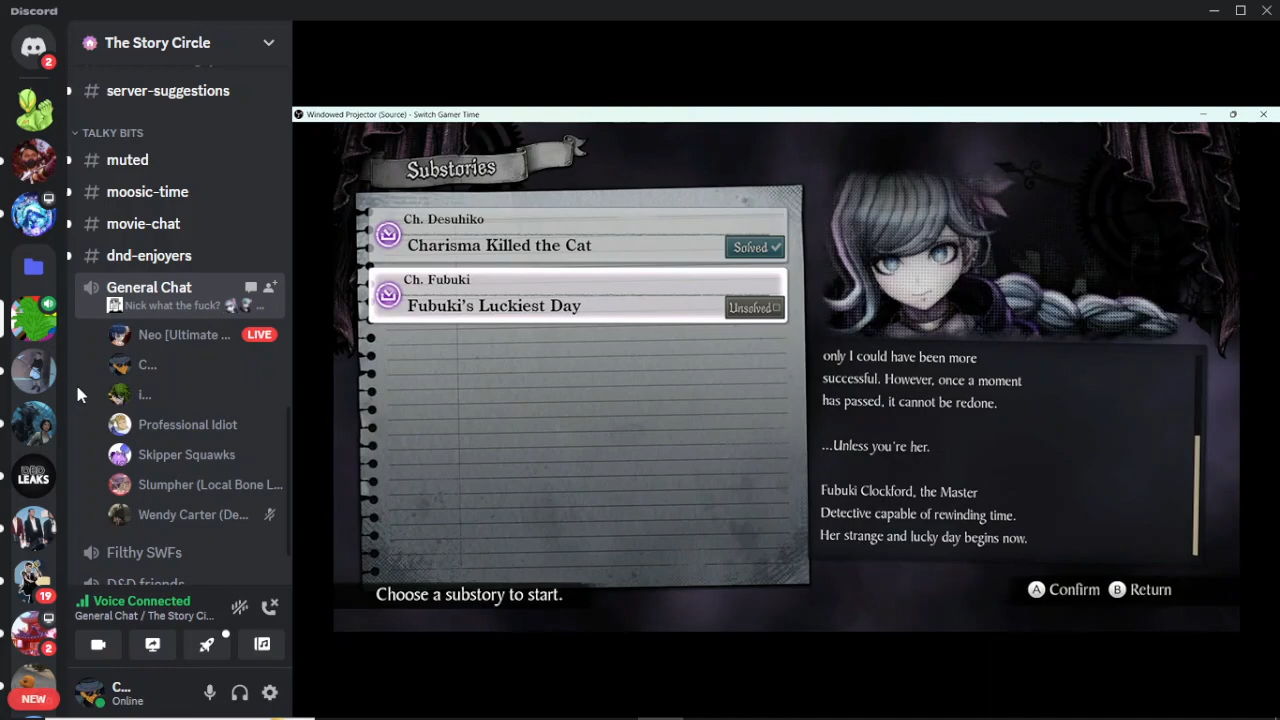 Discord
The Story Circle
server-suggestions
TALKY BITS
muted
moosic-time
movie-chat
dnd-enjoyers
General Chat
Nick what the fuck? ...
Neo [Ultimate ... LIVE
C...
i...
Professional Idiot
Skipper Squawks
Slumpher (Local Bone L...
Wendy Carter (De...
Filthy SWFs
D&D friends
Voice Connected
General Chat / The Story Ci...
C...
Online
2
DBD
LEAKS
19
2
NEW
Windowed Projector (Source) - Switch Gamer Time
Substories
Ch. Desuhiko
Charisma Killed the Cat Solved
Ch. Fubuki
Fubuki's Luckiest Day Unsolved
Choose a substory to start.
only I could have been more
successful. However, once a moment
has passed, it cannot be redone.
...Unless you're her.
Fubuki Clockford, the Master
Detective capable of rewinding time.
Her strange and lucky day begins now.
A Confirm B Return